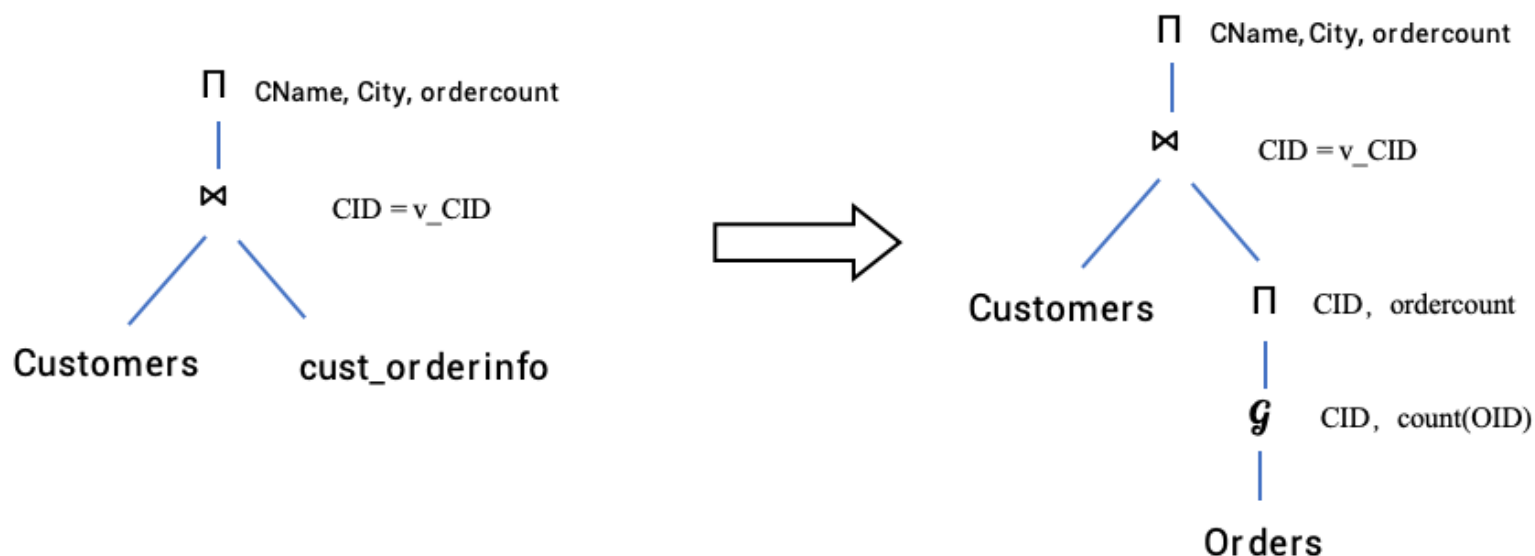 Π CName, City, ordercount
⋈ CID = v_CID
Customers cust_orderinfo
Π CName, City, ordercount
⋈ CID = v_CID
Customers Π CID, ordercount
𝓖 CID, count(OID)
Orders